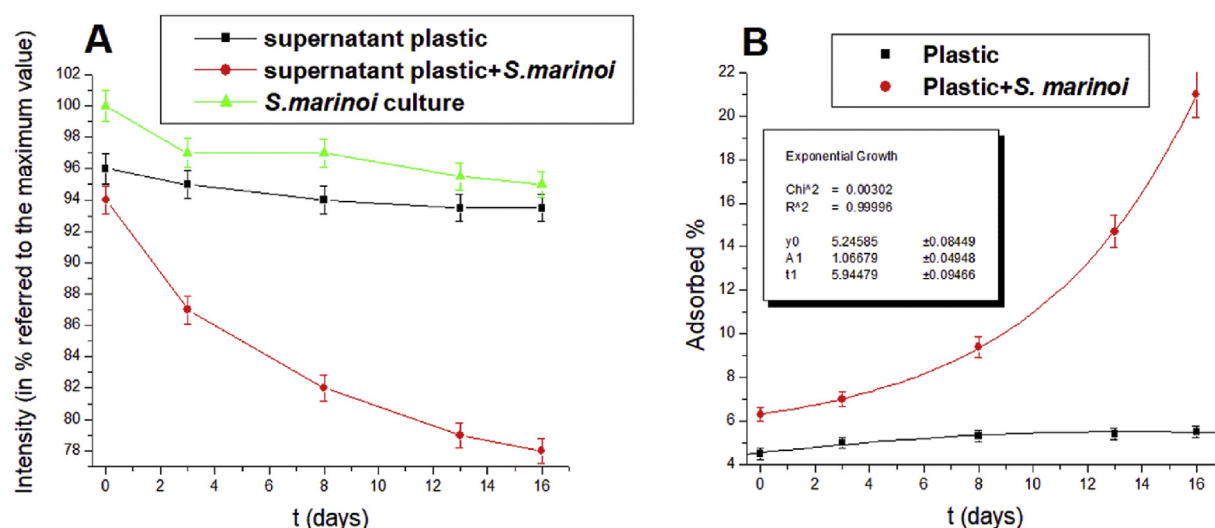 A
supernatant plastic
supernatant plastic+S.marinoi
S.marinoi culture
Intensity (in % referred to the maximum value)
102
100
98
96
94
92
90
88
86
84
82
80
78
0 2 4 6 8 10 12 14 16
t (days)
B
Plastic
Plastic+S. marinoi
Adsorbed %
22
20
18
16
14
12
10
8
6
4
Exponential Growth
Chi^2 = 0.00302
R^2 = 0.99996
y0 5.24585 ±0.08449
A1 1.06679 ±0.04948
t1 5.94479 ±0.09466
0 2 4 6 8 10 12 14 16
t (days)